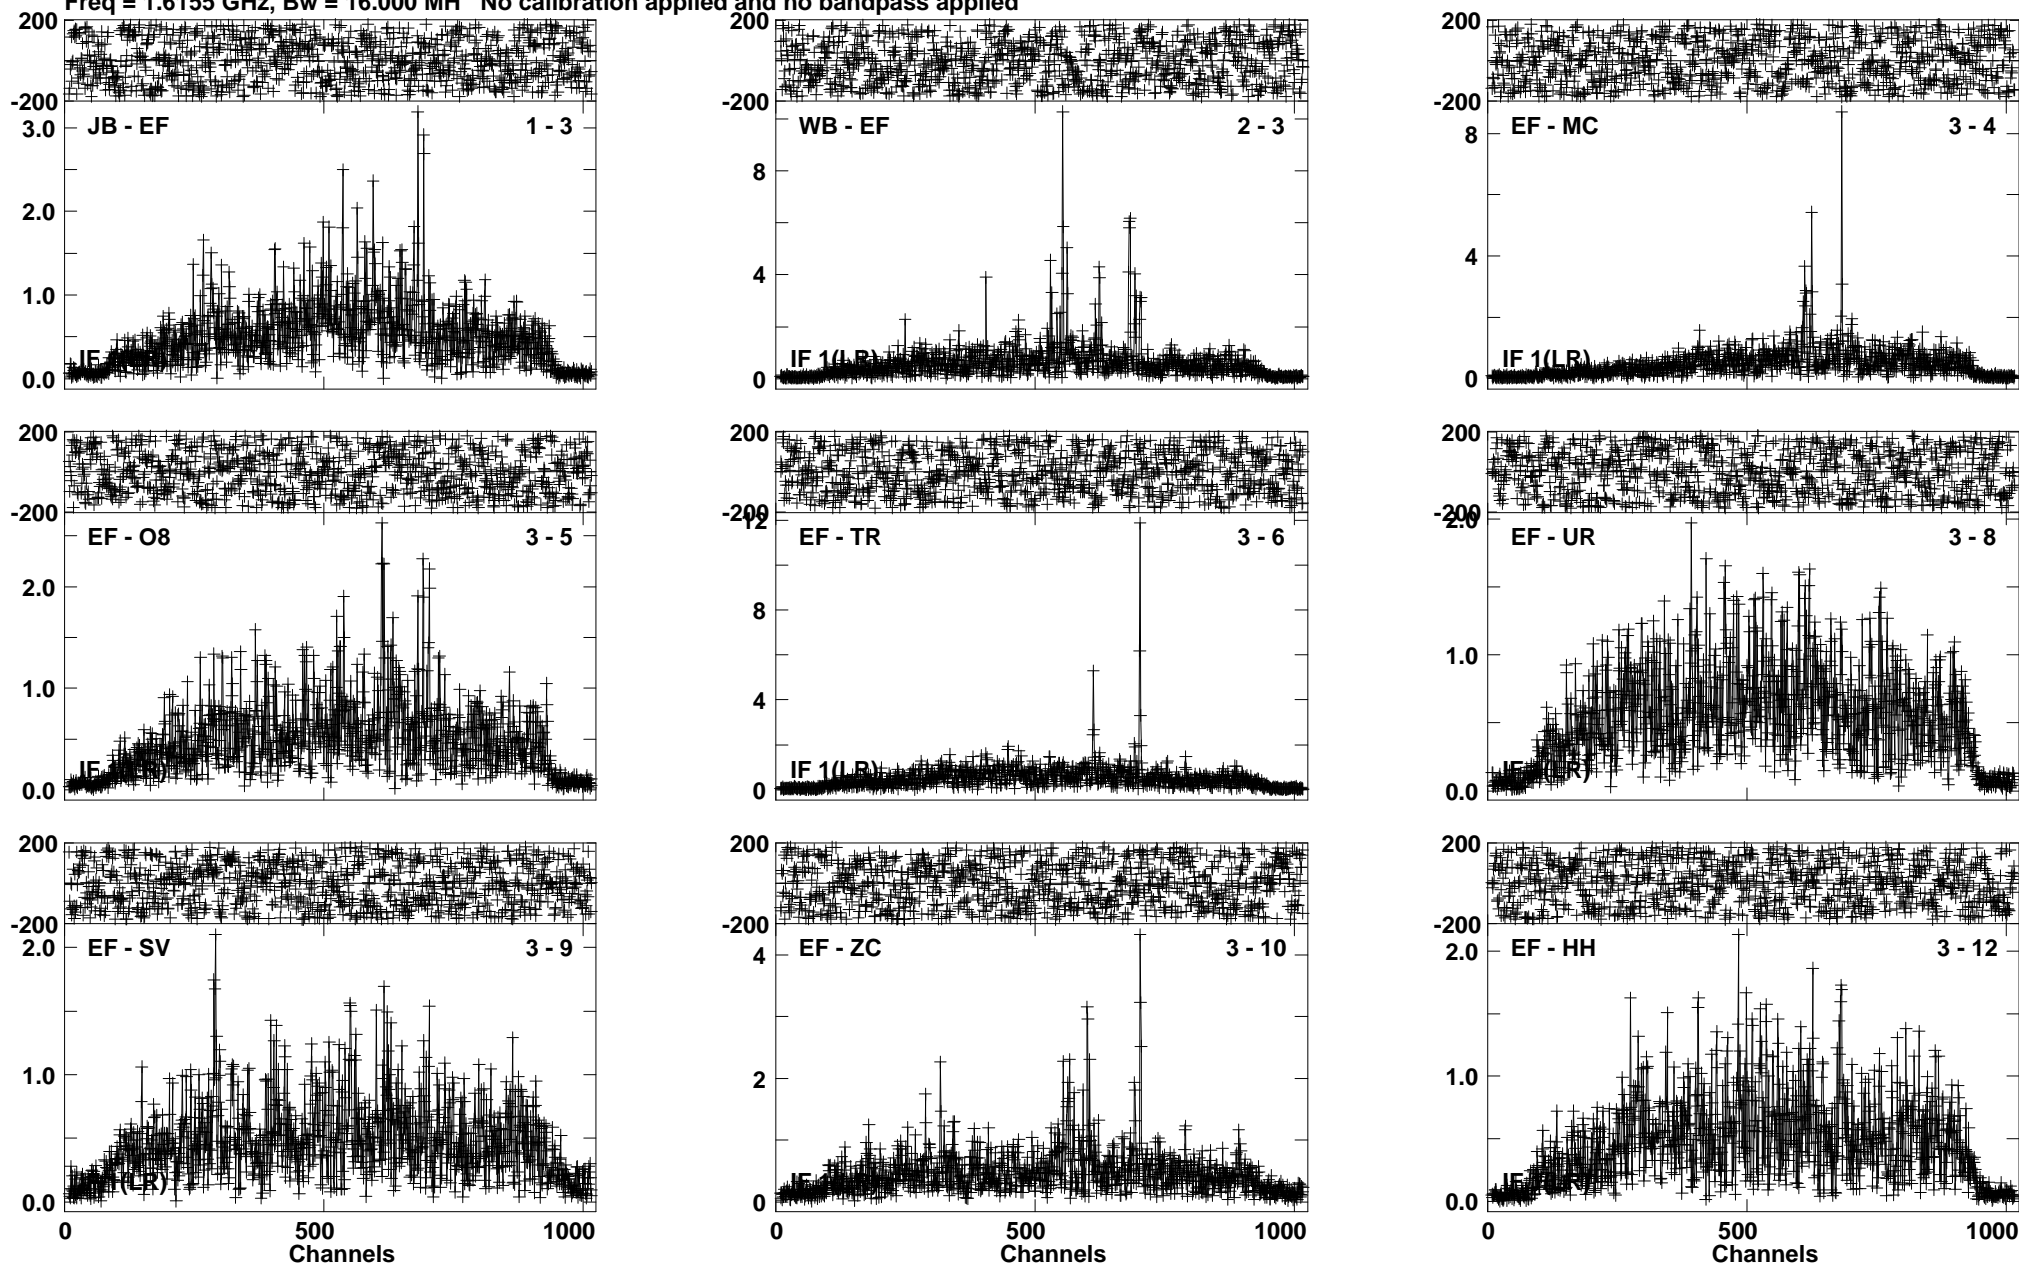 Freq = 1.6155 GHz, Bw = 16.000 MH No calibration applied and no bandpass applied
200 200 200
-200 -200 -200
JB - EF 1 - 3 WB - EF 2 - 3 EF - MC 3 - 4
3.0 8 8
2.0 4 4
1.0 IF 1(LR) IF 1(LR)
0.0 0 0
200 200 200
-200 -200 -200
EF - O8 3 - 5 12 EF - TR 3 - 6 2.0 EF - UR 3 - 8
2.0 8 1.0
1.0 4
IF 1(LR)
0.0 0 0.0
200 200 200
-200 -200 -200
EF - SV 3 - 9 EF - ZC 3 - 10 EF - HH 3 - 12
2.0 4 2.0
1.0 2 1.0
0.0 0 0.0
0 500 1000 0 500 1000 0 500 1000
Channels Channels Channels